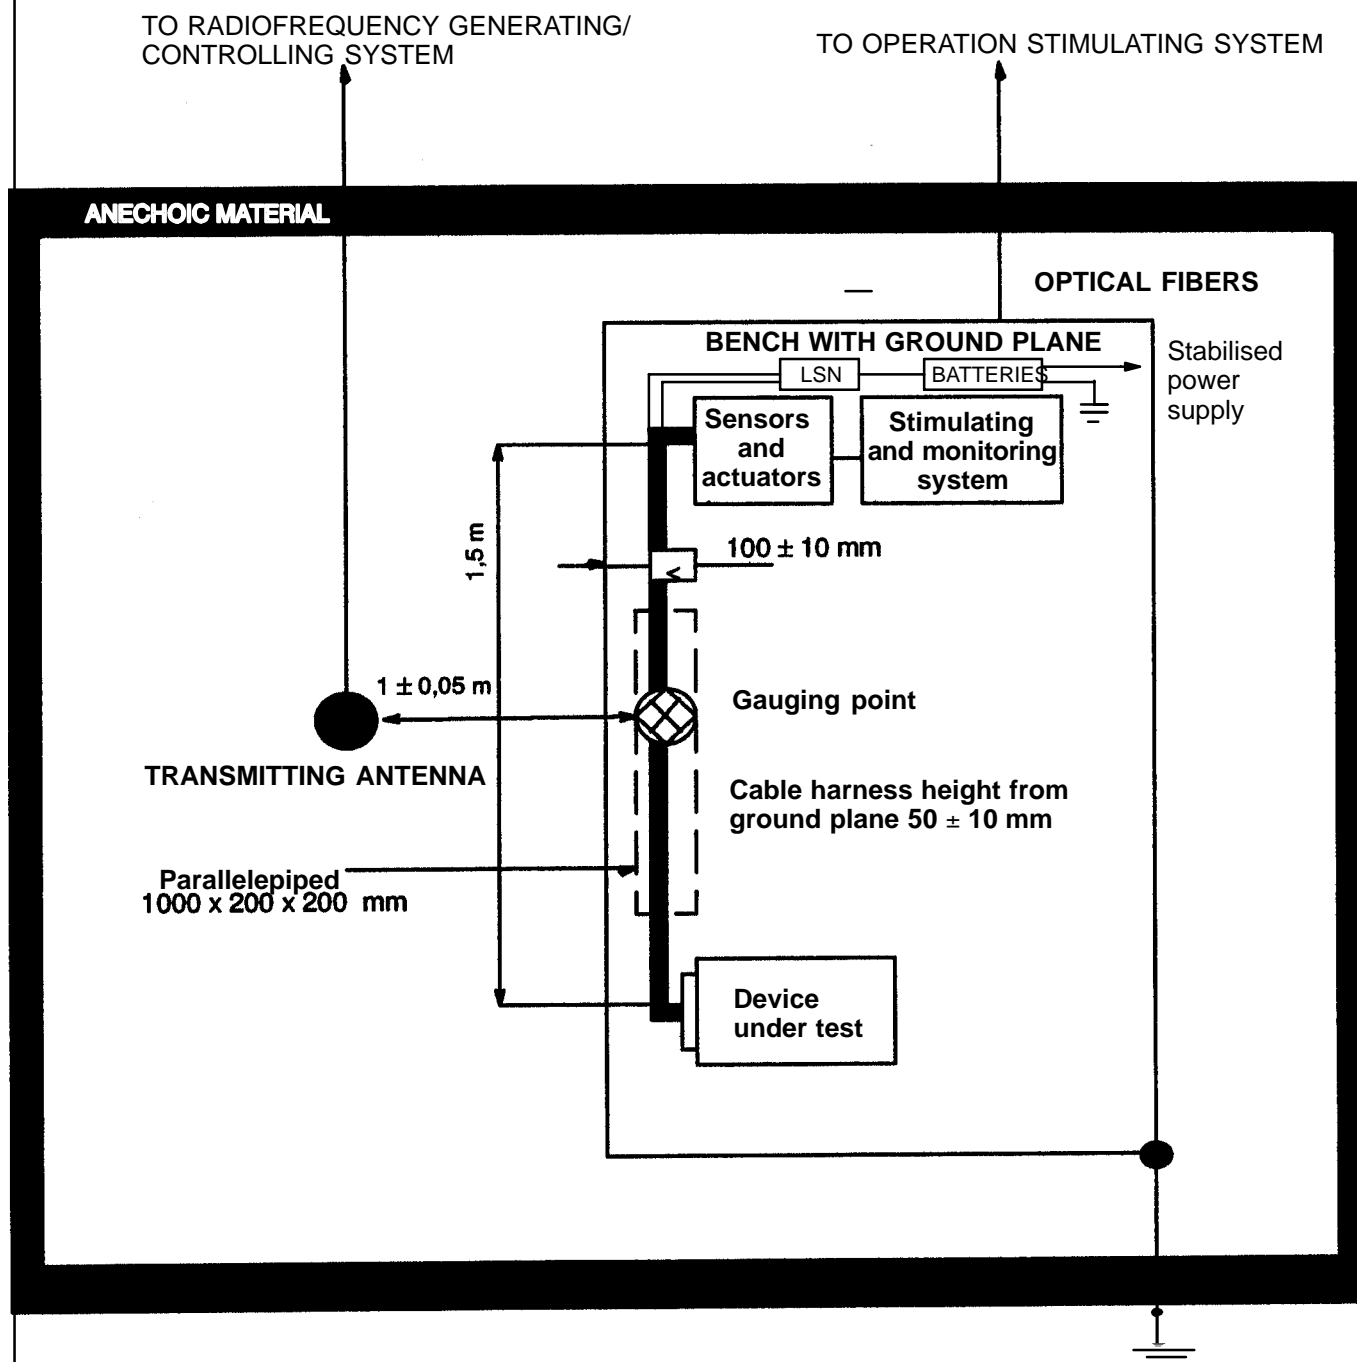 TO RADIOFREQUENCY GENERATING/
CONTROLLING SYSTEM
TO OPERATION STIMULATING SYSTEM
ANECHOIC MATERIAL
OPTICAL FIBERS
BENCH WITH GROUND PLANE
Stabilised
power
supply
LSN
BATTERIES
Sensors
and
actuators
Stimulating
and monitoring
system
1,5 m
100 ± 10 mm
1 ± 0,05 m
Gauging point
TRANSMITTING ANTENNA
Cable harness height from
ground plane 50 ± 10 mm
Parallelepiped
1000 x 200 x 200 mm
Device
under test